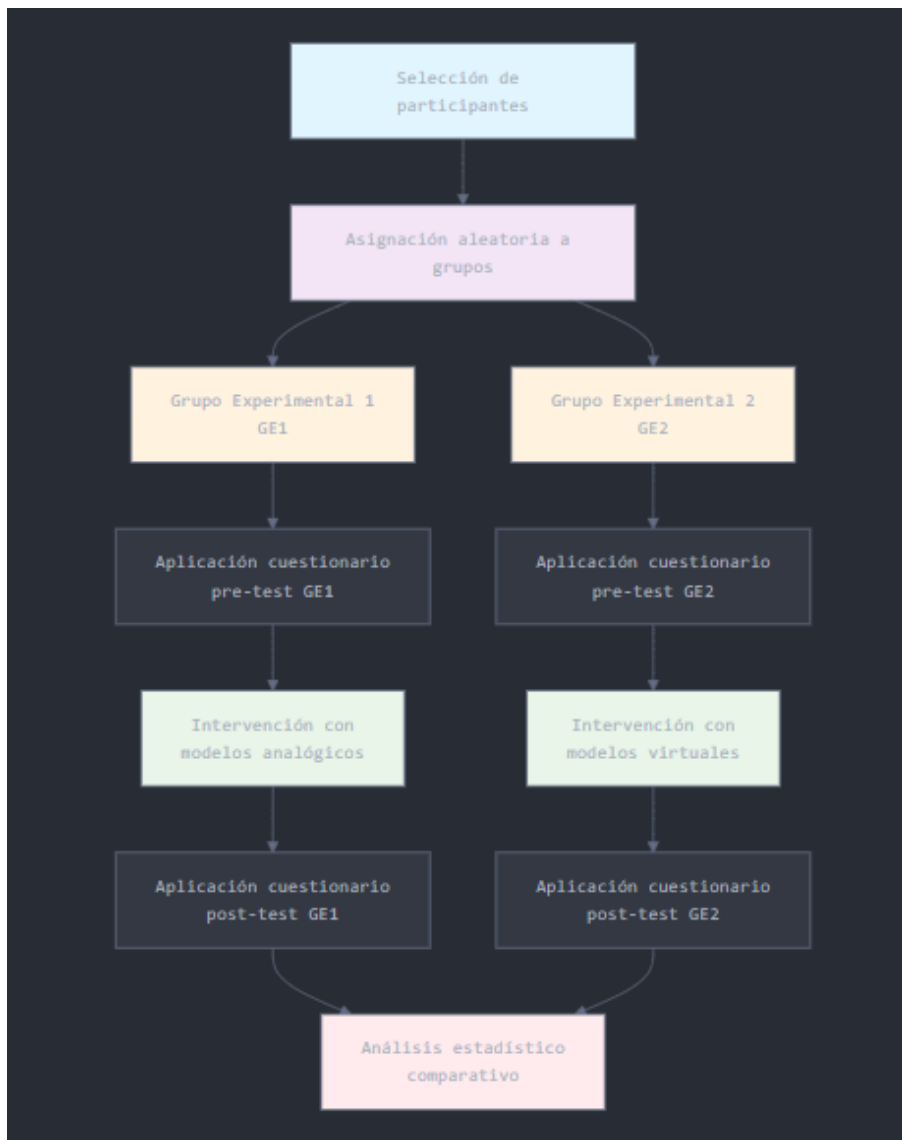 Selección de
participantes
Asignación aleatoria a
grupos
Grupo Experimental 1
GE1
Grupo Experimental 2
GE2
Aplicación cuestionario
pre-test GE1
Aplicación cuestionario
pre-test GE2
Intervención con
modelos analógicos
Intervención con
modelos virtuales
Aplicación cuestionario
post-test GE1
Aplicación cuestionario
post-test GE2
Análisis estadístico
comparativo